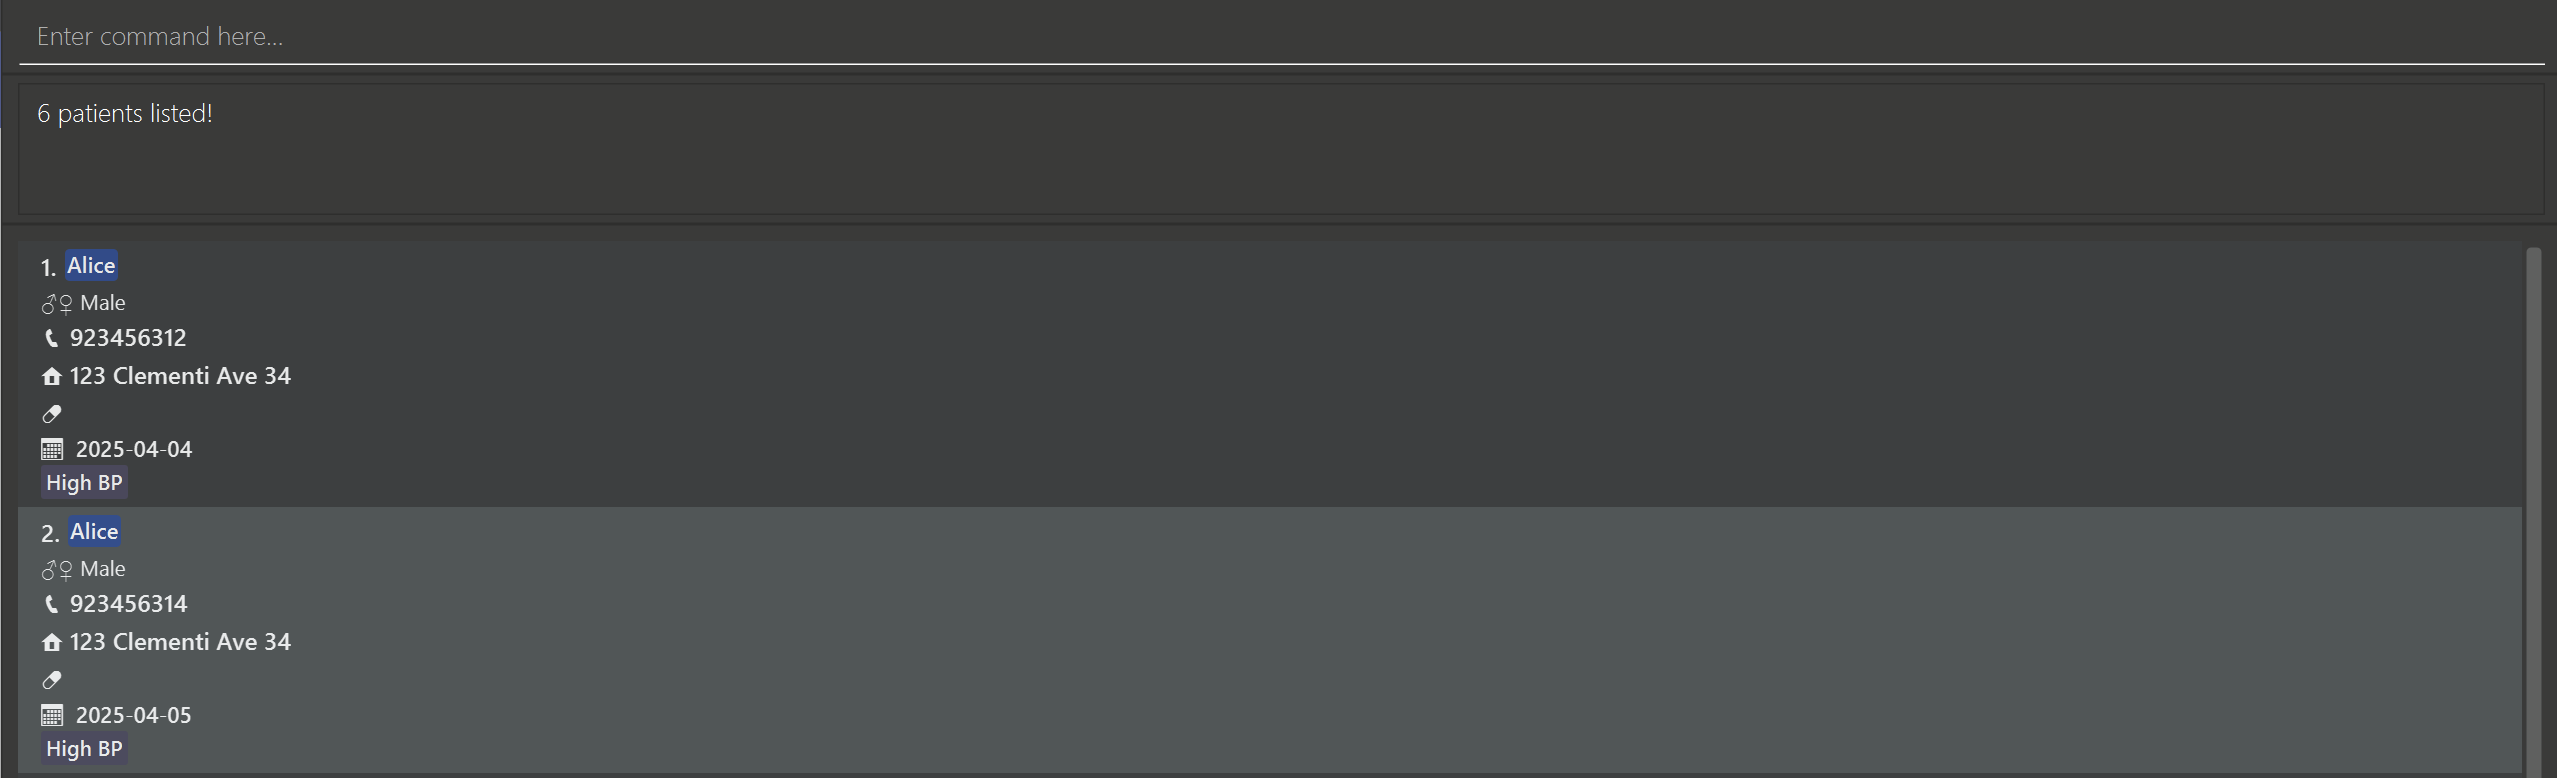 Enter command here...
6 patients listed!
1. Alice
♂♀ Male
923456312
123 Clementi Ave 34
2025-04-04
High BP
2. Alice
♂♀ Male
923456314
123 Clementi Ave 34
2025-04-05
High BP